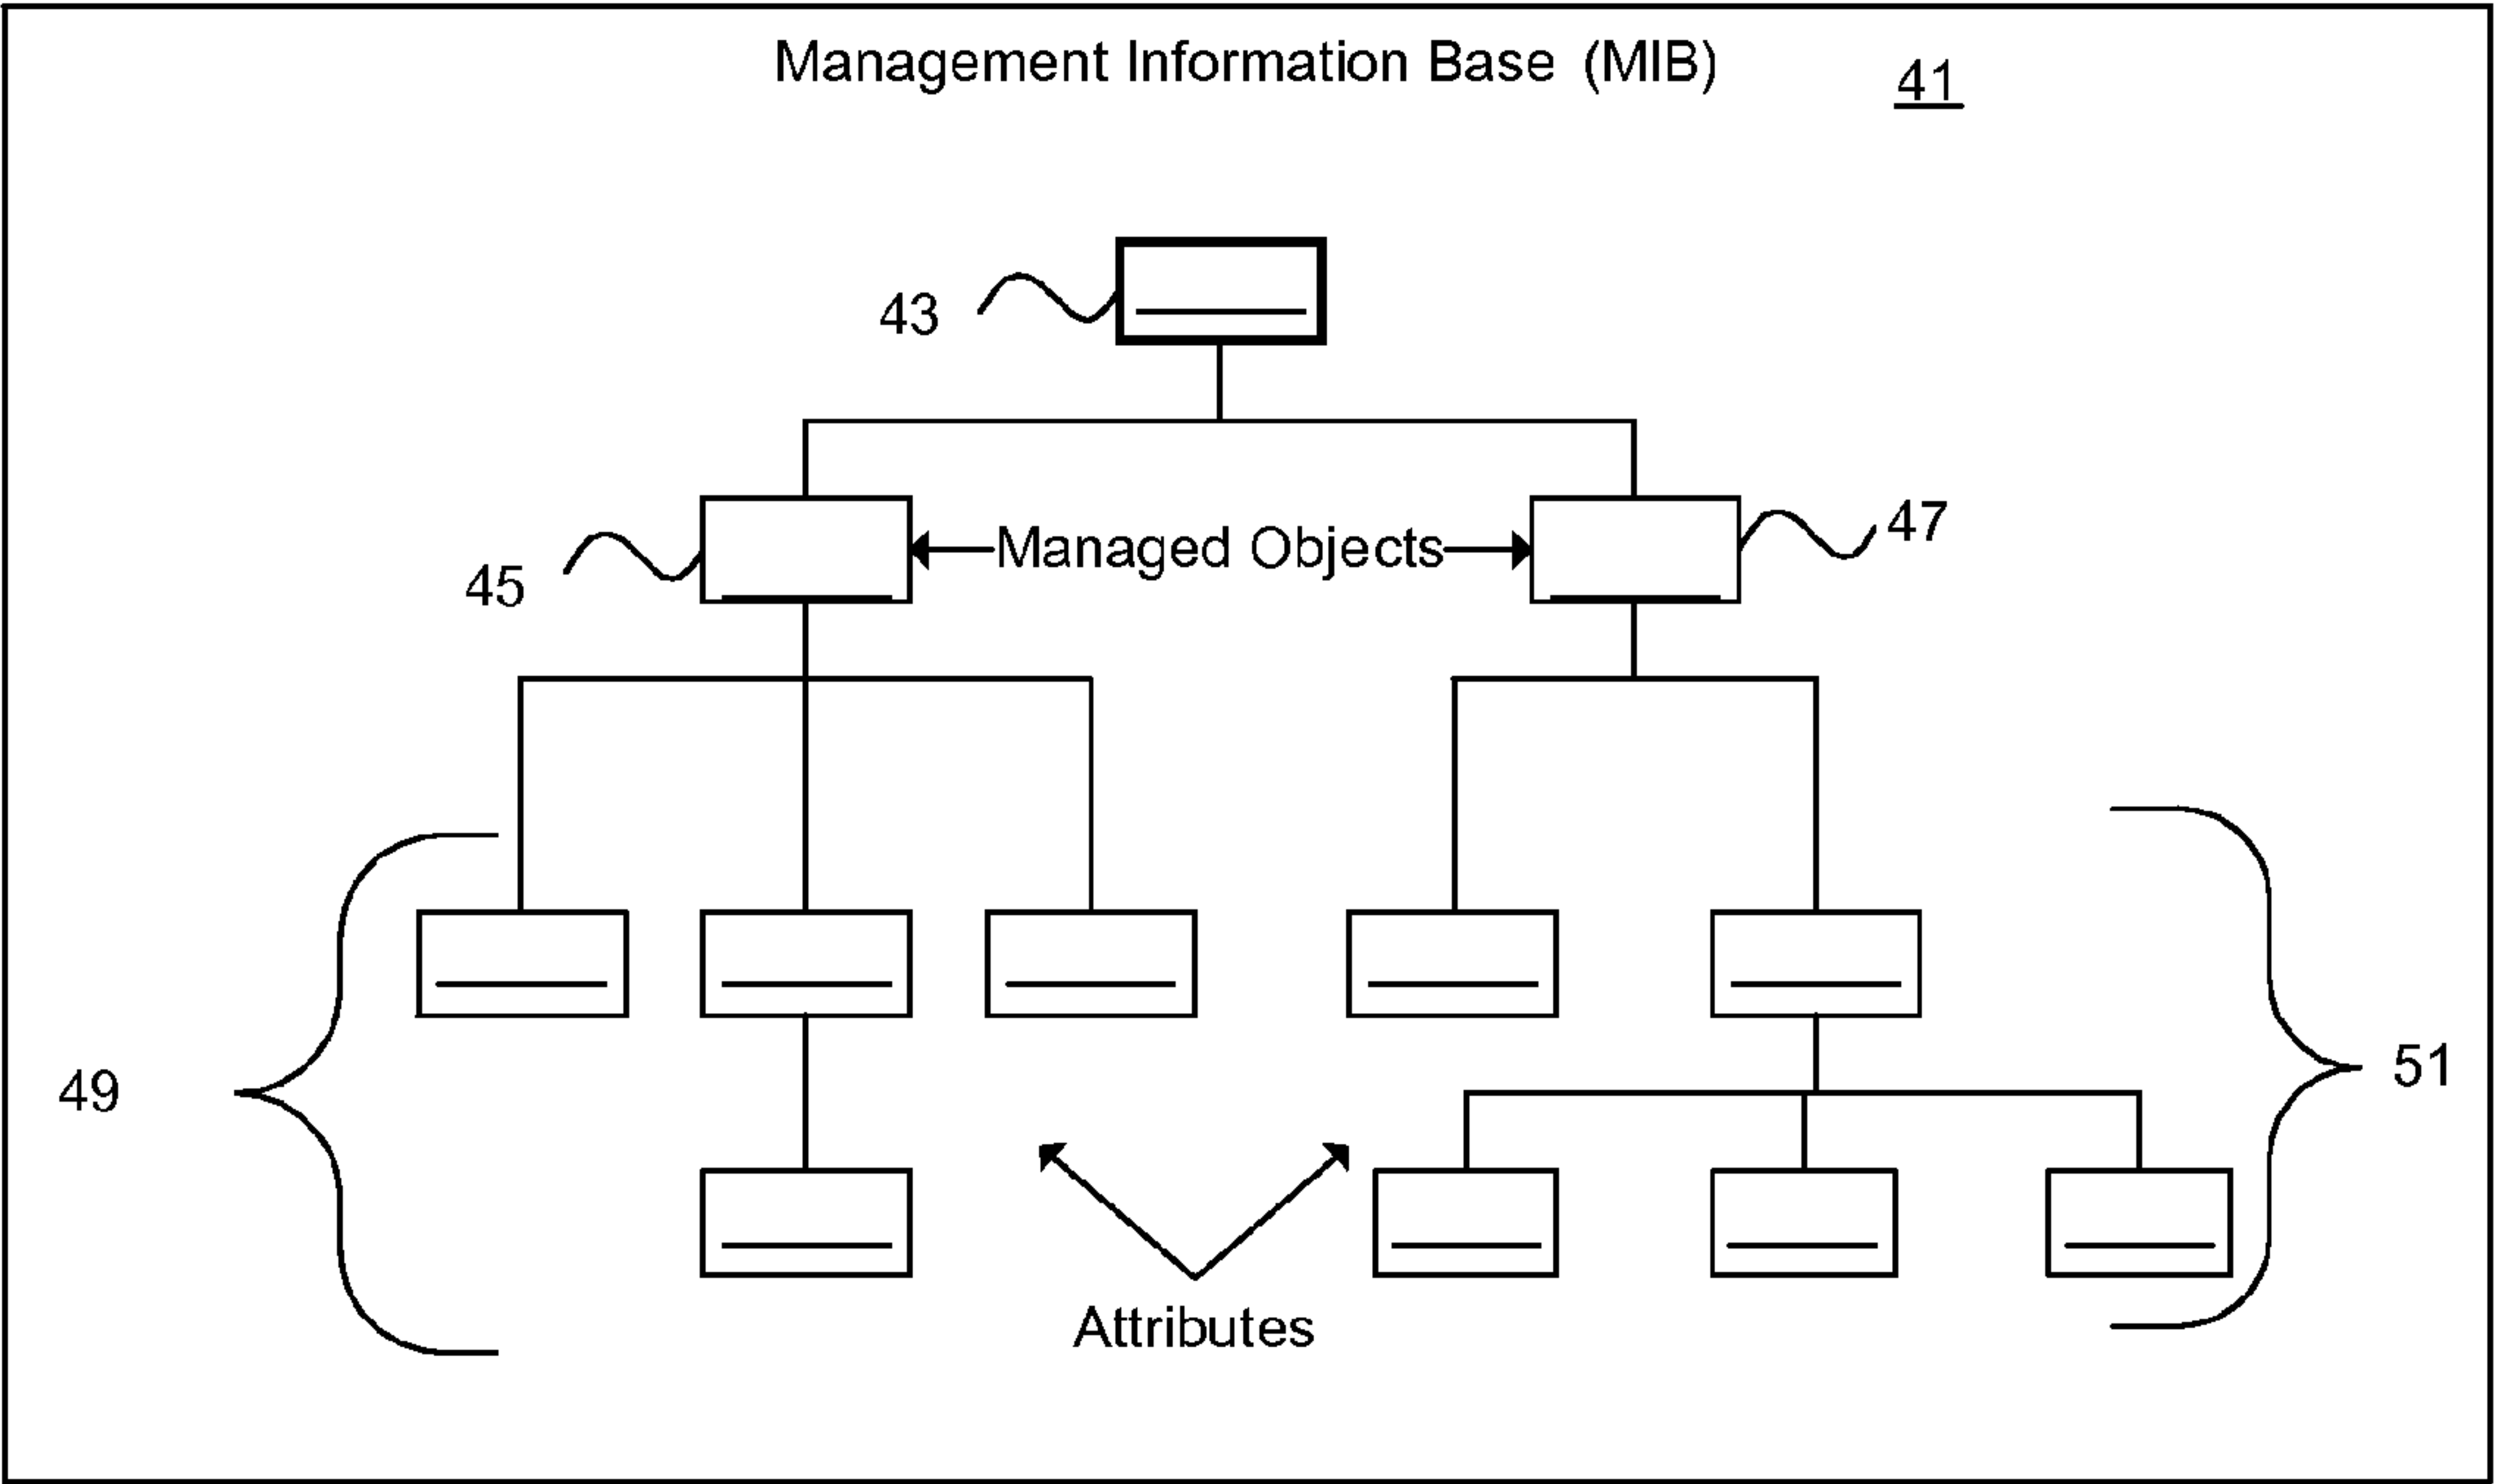 Management Information Base (MIB)
41
43
45
Managed Objects
47
49
51
Attributes